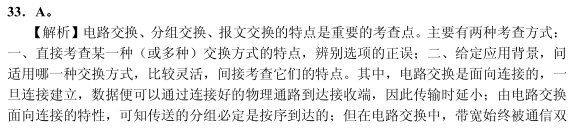 33．A。
【解析】电路交换、分组交换、报文交换的特点是重要的考查点。主要有两种考查方式：
一、直接考查某一种（或多种）交换方式的特点，辨别选项的正误；二、给定应用背景，问
适用哪一种交换方式，比较灵活，间接考查它们的特点。其中，电路交换是面向连接的，一
旦连接建立，数据便可以通过连接好的物理通路到达接收端，因此传输时延小；由电路交换
面向连接的特性，可知传送的分组必定是按序到达的；但在电路交换中，带宽始终被通信双